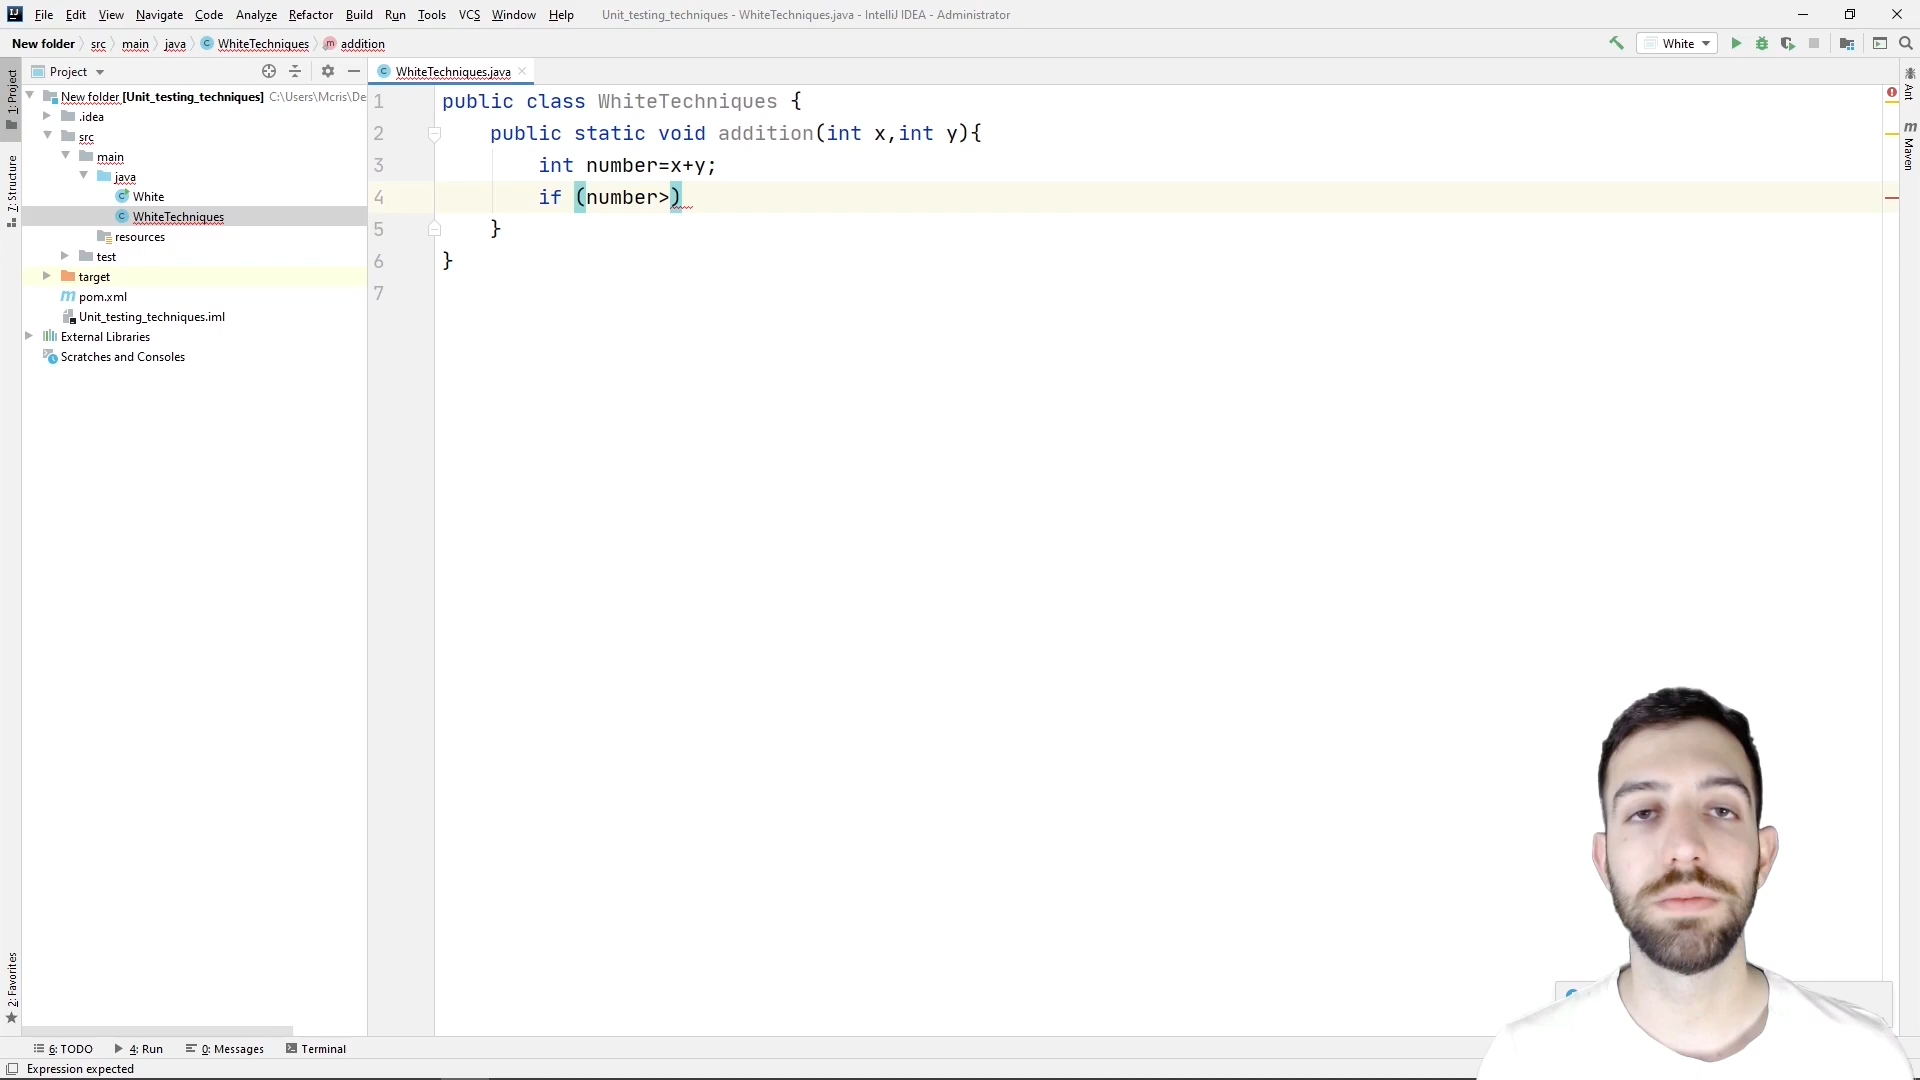 File Edit View Navigate Code Analyze Refactor Build Run Tools VCS Window Help Unit_testing_techniques - WhiteTechniques.java - IntelliJ IDEA - Administrator
New folder src main java WhiteTechniques addition White
1: Project
7: Structure
2: Favorites
Project
New folder [Unit_testing_techniques] C:\Users\Mcris\De
.idea
src
main
java
White
WhiteTechniques
resources
test
target
pom.xml
Unit_testing_techniques.iml
External Libraries
Scratches and Consoles
WhiteTechniques.java
1 public class WhiteTechniques {
2 public static void addition(int x,int y){
3 int number=x+y;
4 if (number>)
5 }
6 }
7
Ant
Maven
6: TODO 4: Run 0: Messages Terminal
Expression expected